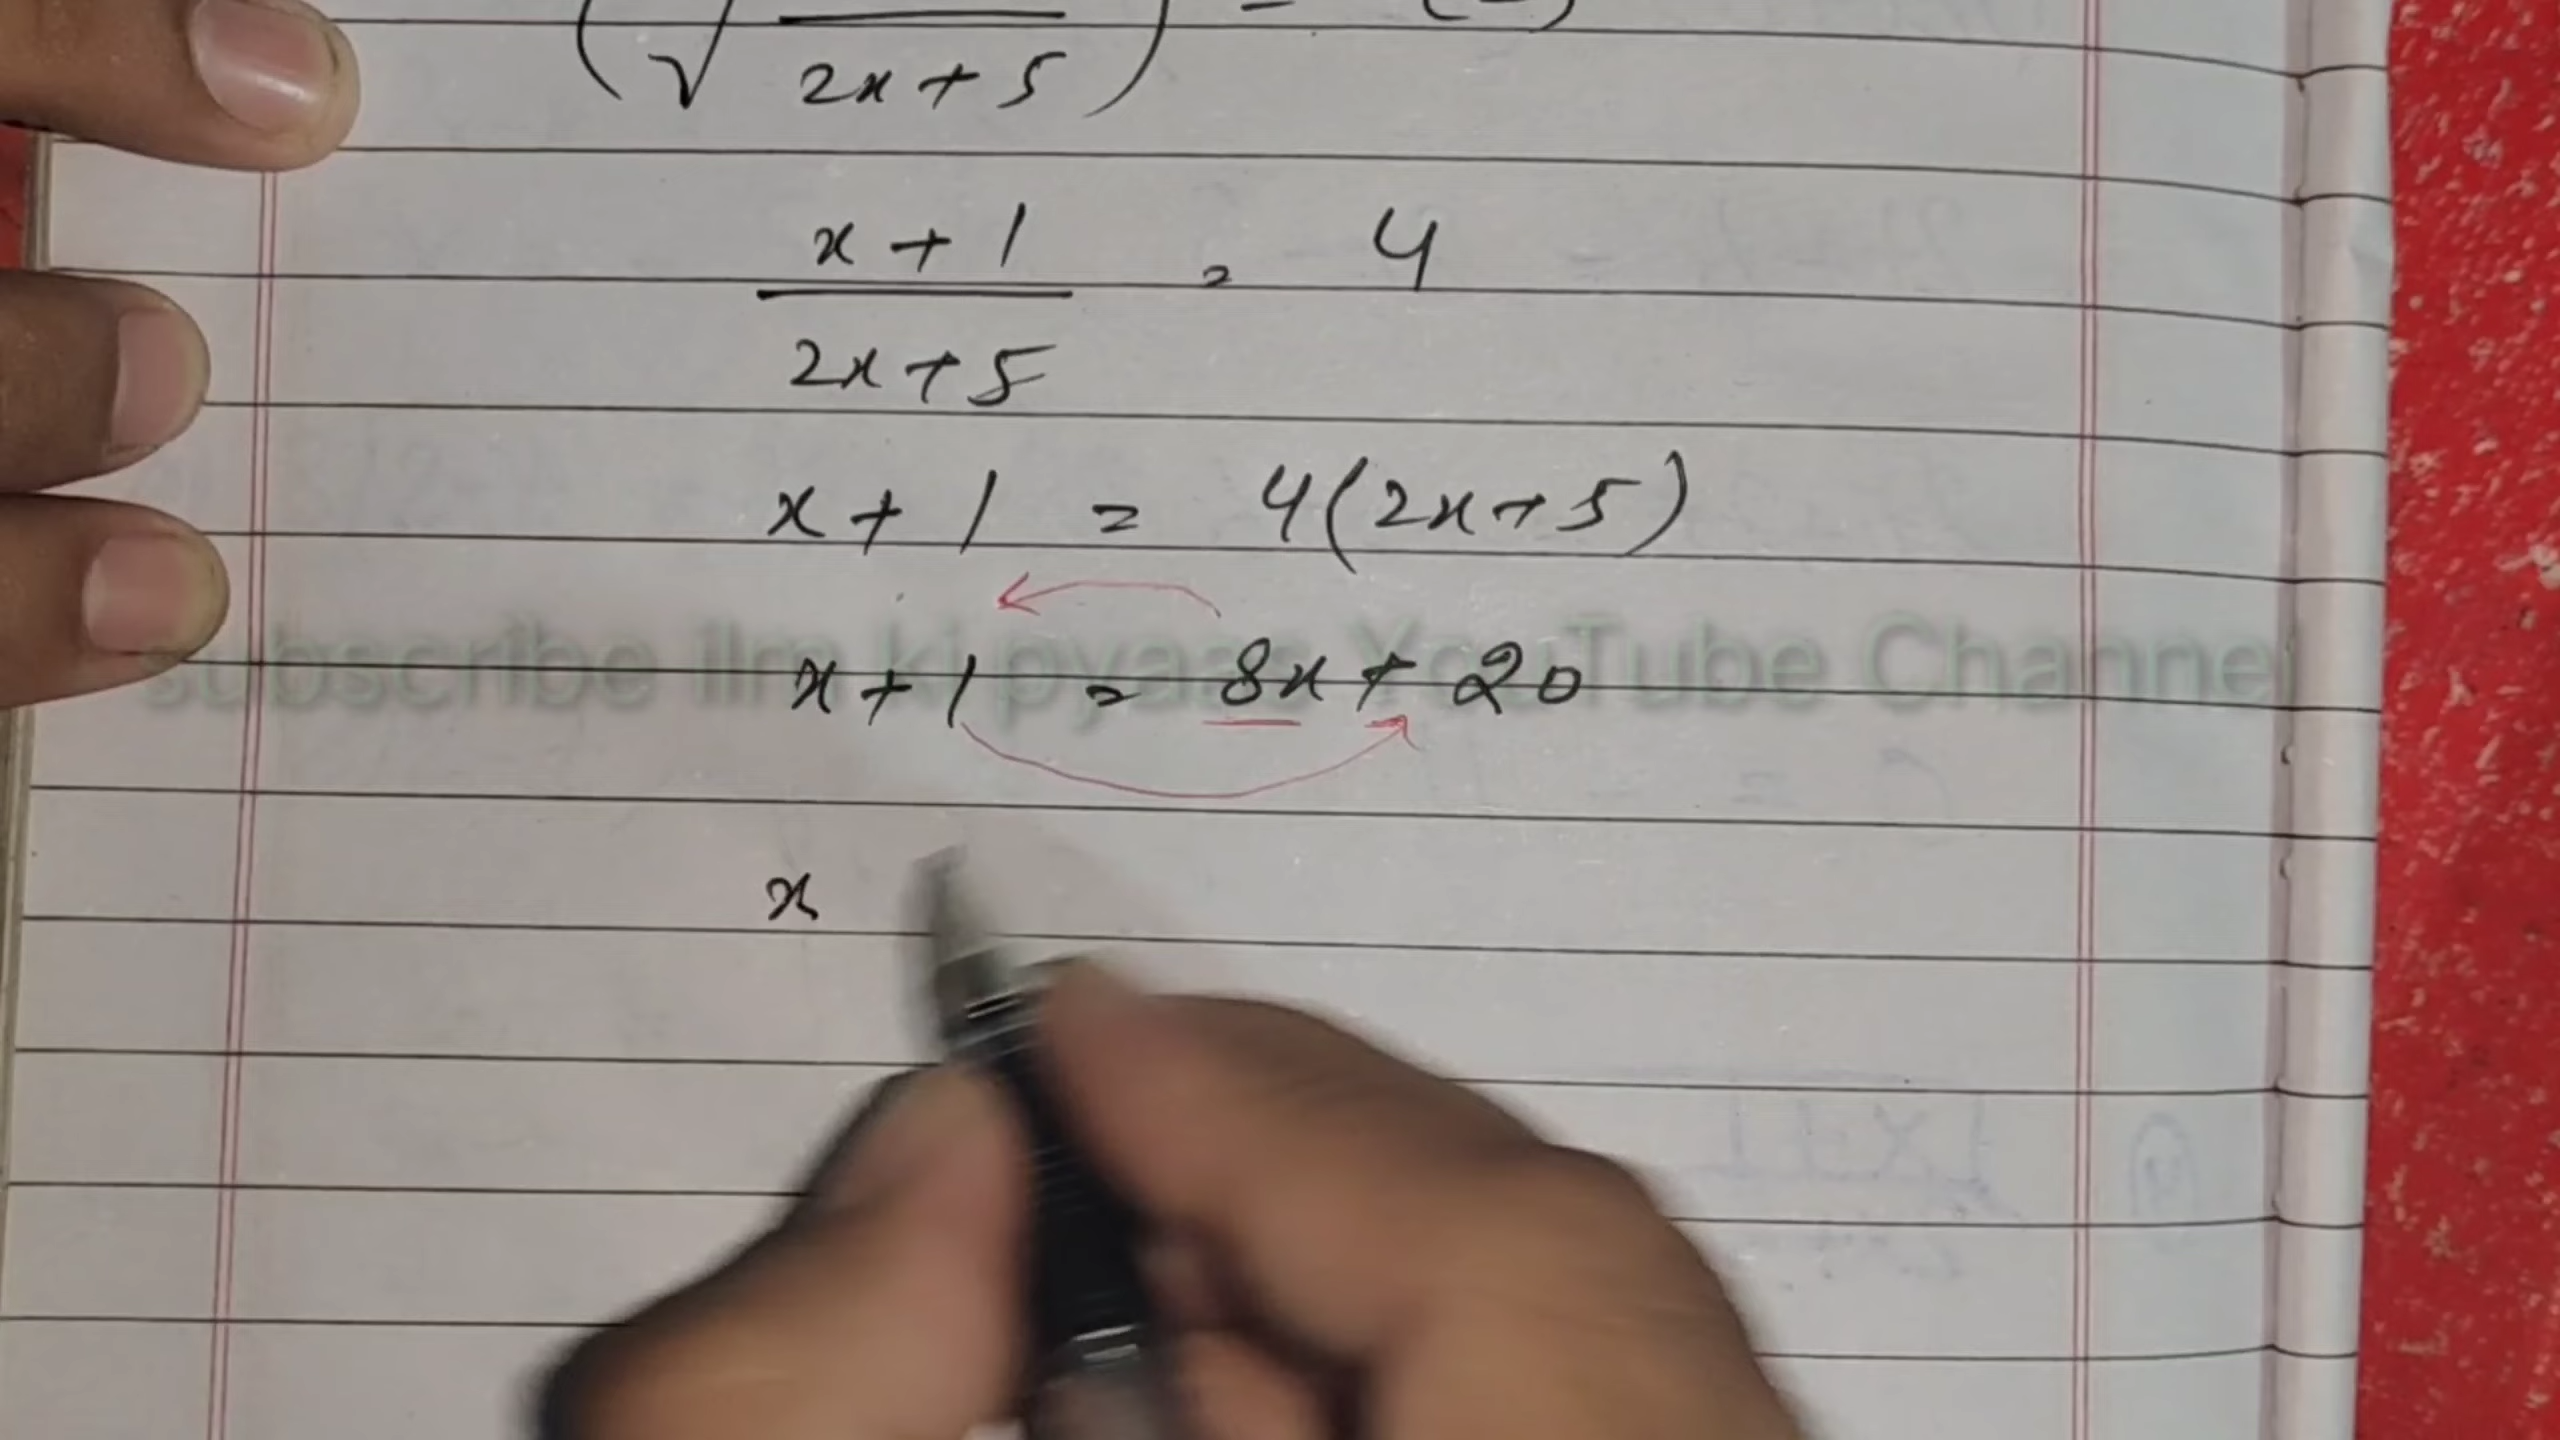 (√ 2x+5 ) = ( )
x + 1 = 4
2x + 5
x + 1 = 4(2x+5)
x + 1 = 8x + 20
subscribe ilm ki pyaas YouTube Channel
x